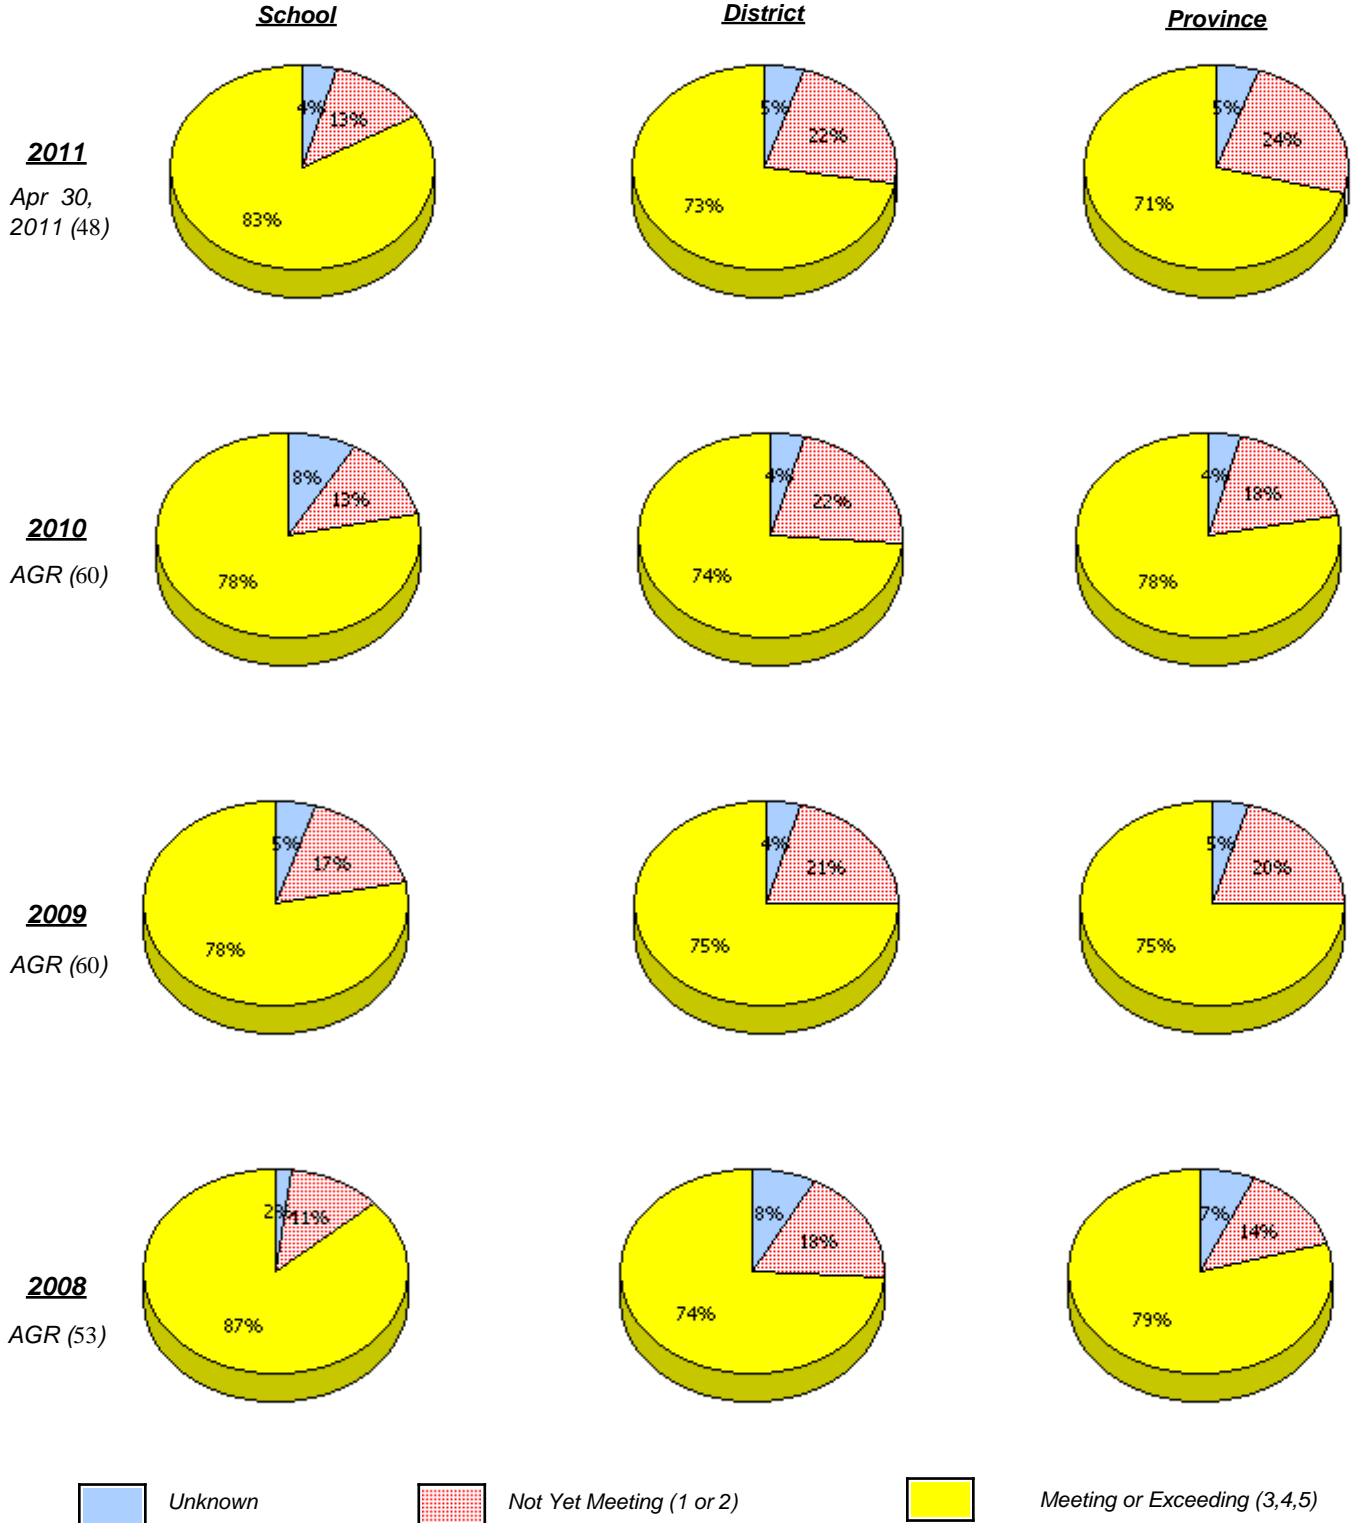 School District Province
2011
Apr 30,
2011 (48)
4% 13% 83%
5% 22% 73%
5% 24% 71%
2010
AGR (60)
8% 13% 78%
4% 22% 74%
4% 18% 78%
2009
AGR (60)
5% 17% 78%
4% 21% 75%
5% 20% 75%
2008
AGR (53)
2% 11% 87%
8% 18% 74%
7% 14% 79%
Unknown Not Yet Meeting (1 or 2) Meeting or Exceeding (3,4,5)